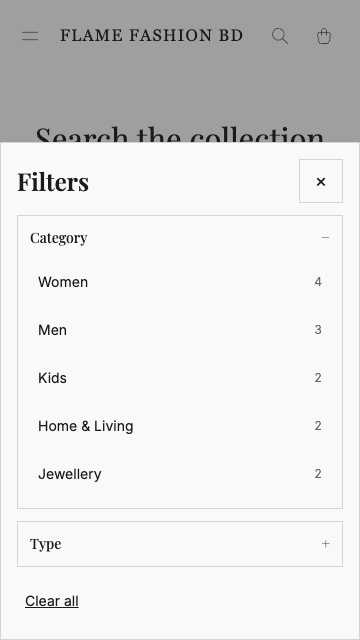 FLAME FASHION BD
Search the collection
Filters ×
Category −
Women 4
Men 3
Kids 2
Home & Living 2
Jewellery 2
Type +
Clear all